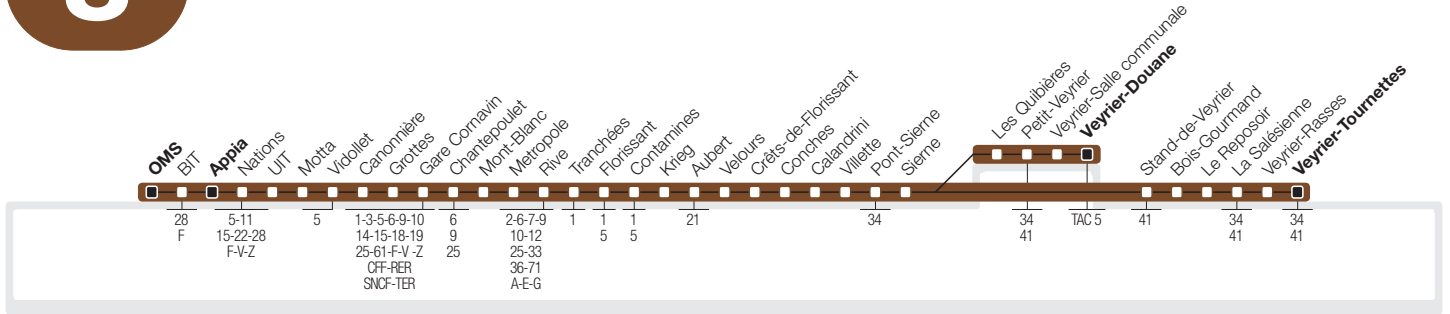 8
OMS
BIT
Appia
Nations
UIT
Motta
Vidollet
Canonnière
Grottes
Gare Cornavin
Chantepoulet
Mont-Blanc
Metropole
Rive
Tranchées
Florissant
Contamines
Krieg
Aubert
Velours
Crêts-de-Florissant
Conches
Calandrini
Villette
Pont-Sierne
Sierne
Les Quibières
Petit-Veyrier
Veyrier-Salle communale
Veyrier-Douane
Stand-de-Veyrier
Bois-Gourmand
Le Reposoir
La Salésienne
Veyrier-Rasses
Veyrier-Tournettes
28
F
5-11
15-22-28
F-V-Z
5
1-3-5-6-9-10
14-15-18-19
25-61-F-V -Z
CFF-RER
SNCF-TER
6
9
25
2-6-7-9
10-12
25-33
36-71
A-E-G
1
1
5
1
5
21
34
34
41
TAC 5
41
34
41
34
41